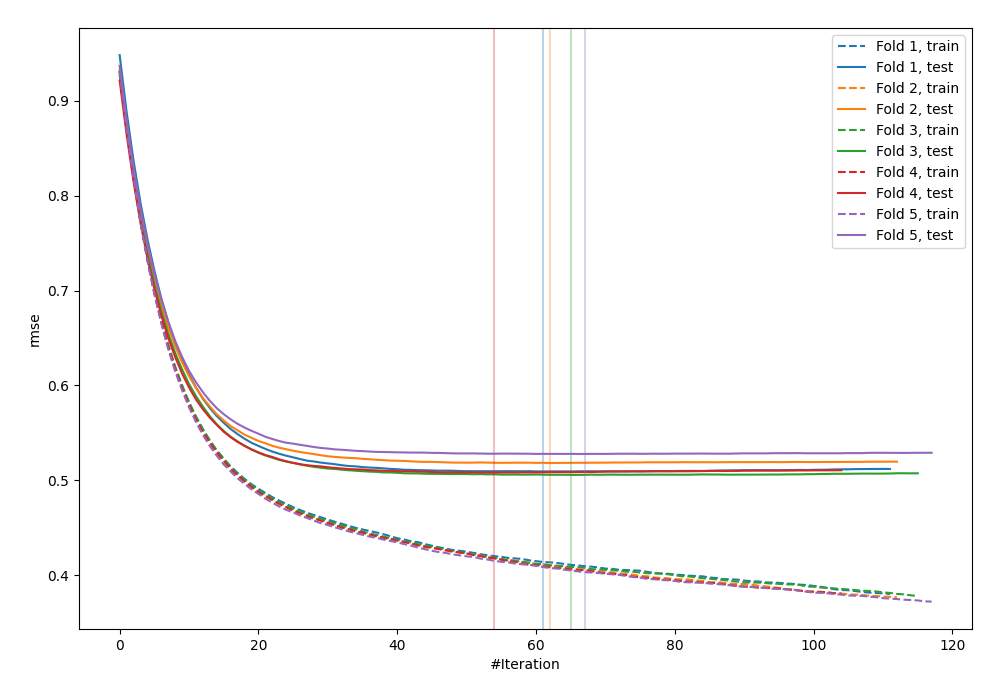 rmse
0.9
0.8
0.7
0.6
0.5
0.4
0
20
40
60
80
100
120
#Iteration
Fold 1, train
Fold 1, test
Fold 2, train
Fold 2, test
Fold 3, train
Fold 3, test
Fold 4, train
Fold 4, test
Fold 5, train
Fold 5, test